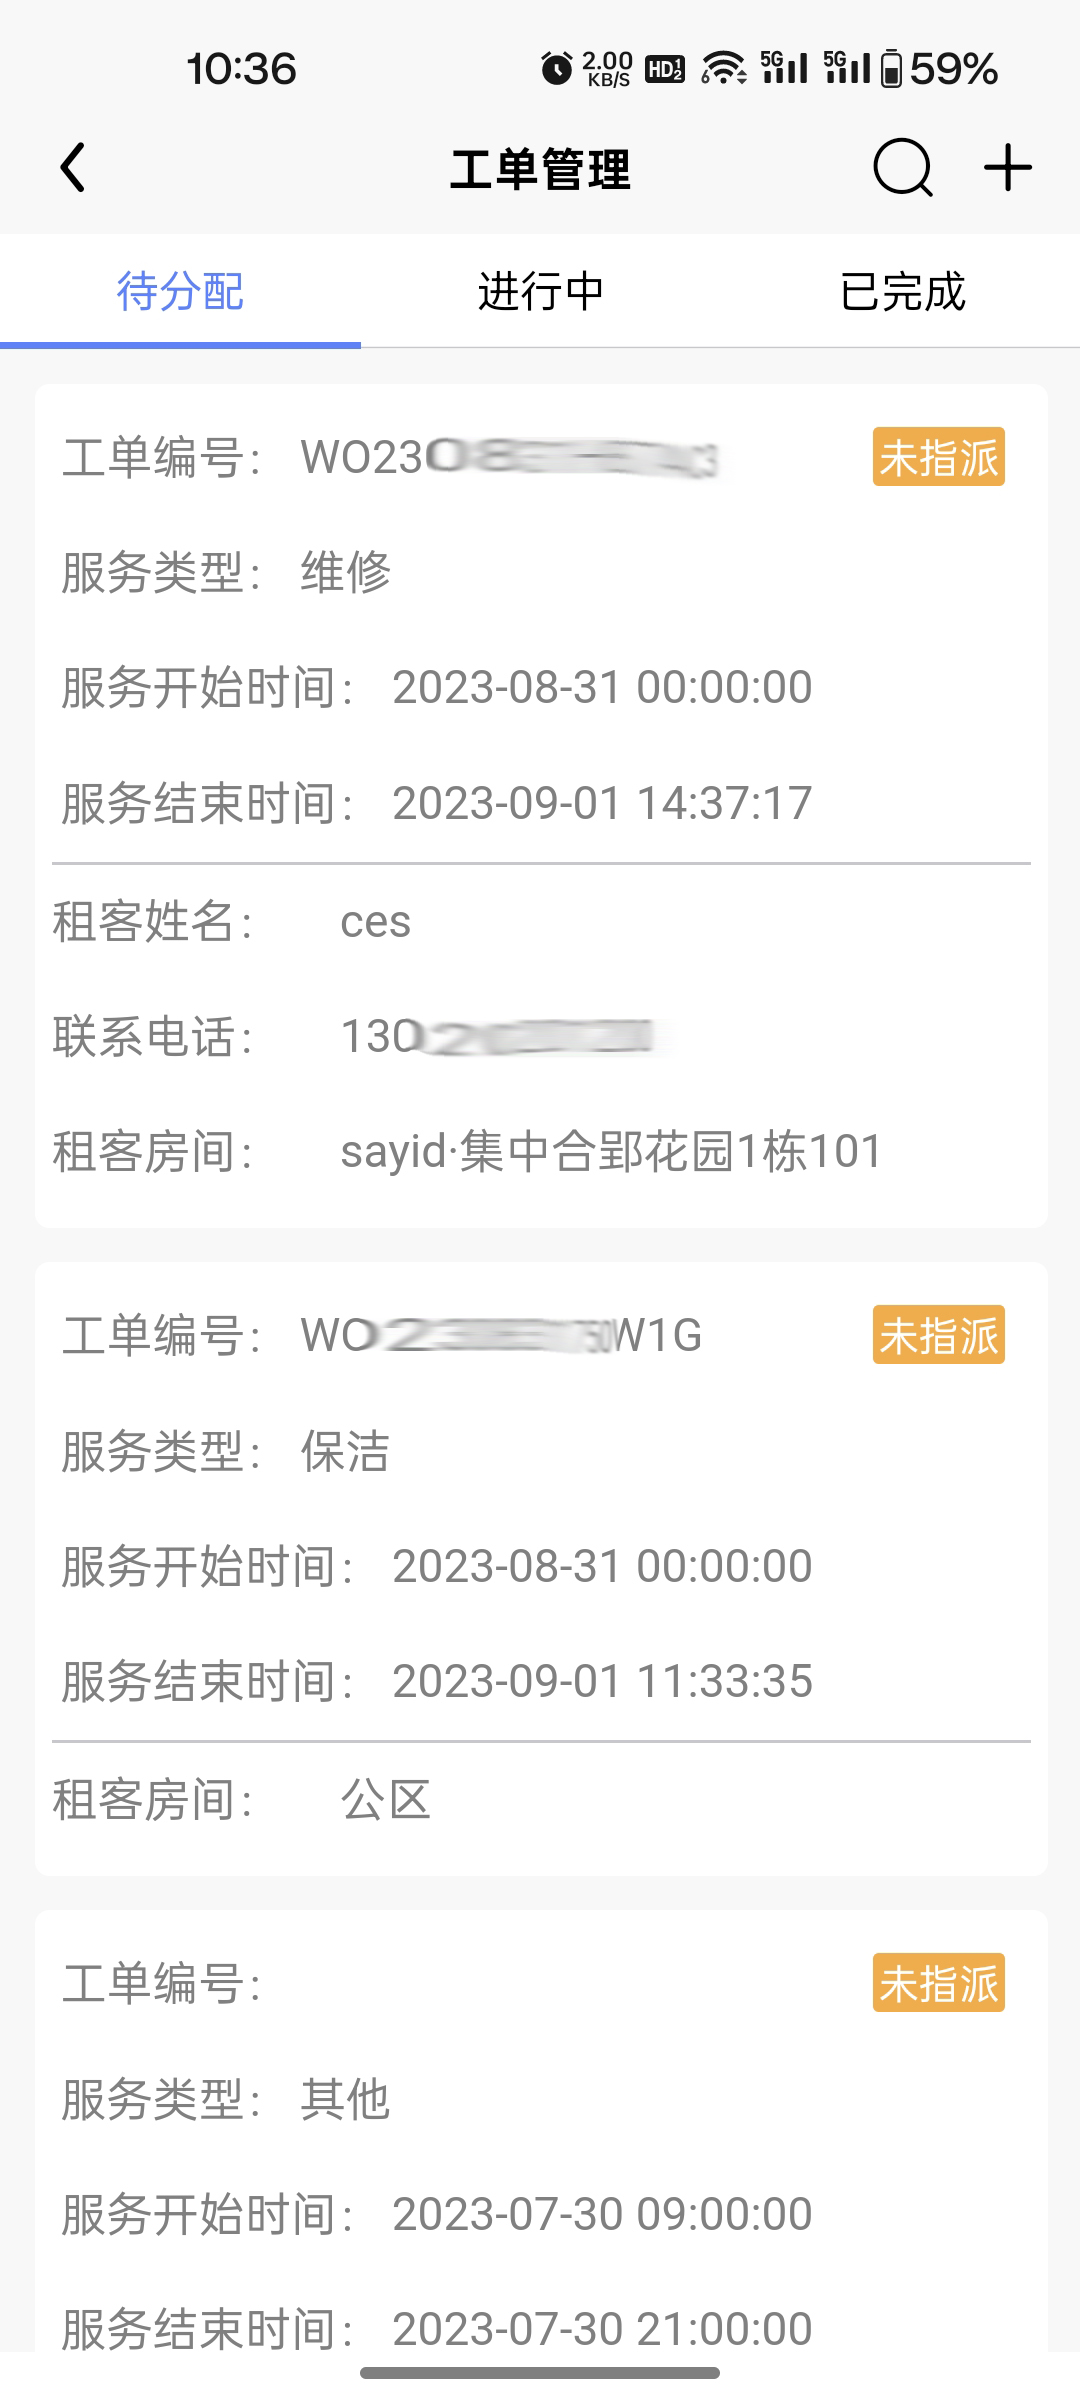 10:36 2.00 KB/S HD 1 2 6 5G 5G 59%
工单管理
待分配 进行中 已完成
工单编号： WO23 未指派
服务类型： 维修
服务开始时间： 2023-08-31 00:00:00
服务结束时间： 2023-09-01 14:37:17
租客姓名： ces
联系电话： 130
租客房间： sayid·集中合郢花园1栋101
工单编号： WO W1G 未指派
服务类型： 保洁
服务开始时间： 2023-08-31 00:00:00
服务结束时间： 2023-09-01 11:33:35
租客房间： 公区
工单编号： 未指派
服务类型： 其他
服务开始时间： 2023-07-30 09:00:00
服务结束时间： 2023-07-30 21:00:00